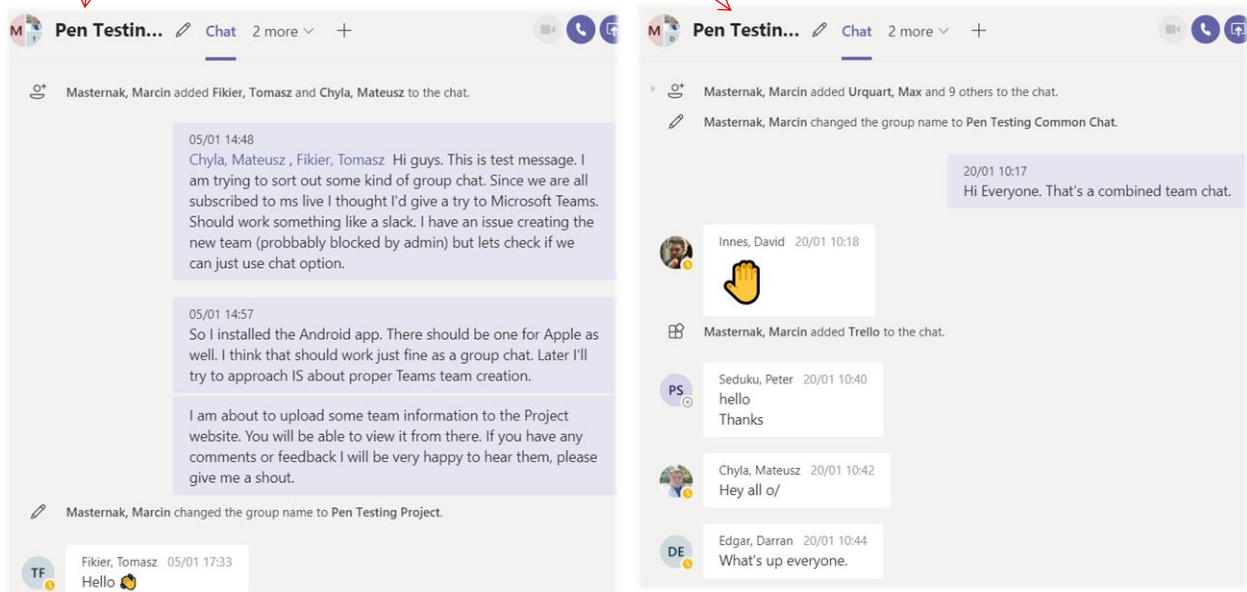 M
T
Pen Testin...
Chat
2 more
Masternak, Marcin added Fikier, Tomasz and Chyla, Mateusz to the chat.
05/01 14:48
Chyla, Mateusz , Fikier, Tomasz Hi guys. This is test message. I
am trying to sort out some kind of group chat. Since we are all
subscribed to ms live I thought I'd give a try to Microsoft Teams.
Should work something like a slack. I have an issue creating the
new team (probbably blocked by admin) but lets check if we
can just use chat option.
05/01 14:57
So I installed the Android app. There should be one for Apple as
well. I think that should work just fine as a group chat. Later I'll
try to approach IS about proper Teams team creation.
I am about to upload some team information to the Project
website. You will be able to view it from there. If you have any
comments or feedback I will be very happy to hear them, please
give me a shout.
Masternak, Marcin changed the group name to Pen Testing Project.
TF
Fikier, Tomasz 05/01 17:33
Hello
M
D
Pen Testin...
Chat
2 more
Masternak, Marcin added Urquart, Max and 9 others to the chat.
Masternak, Marcin changed the group name to Pen Testing Common Chat.
20/01 10:17
Hi Everyone. That's a combined team chat.
Innes, David 20/01 10:18
Masternak, Marcin added Trello to the chat.
PS
Seduku, Peter 20/01 10:40
hello
Thanks
Chyla, Mateusz 20/01 10:42
Hey all o/
DE
Edgar, Darran 20/01 10:44
What's up everyone.